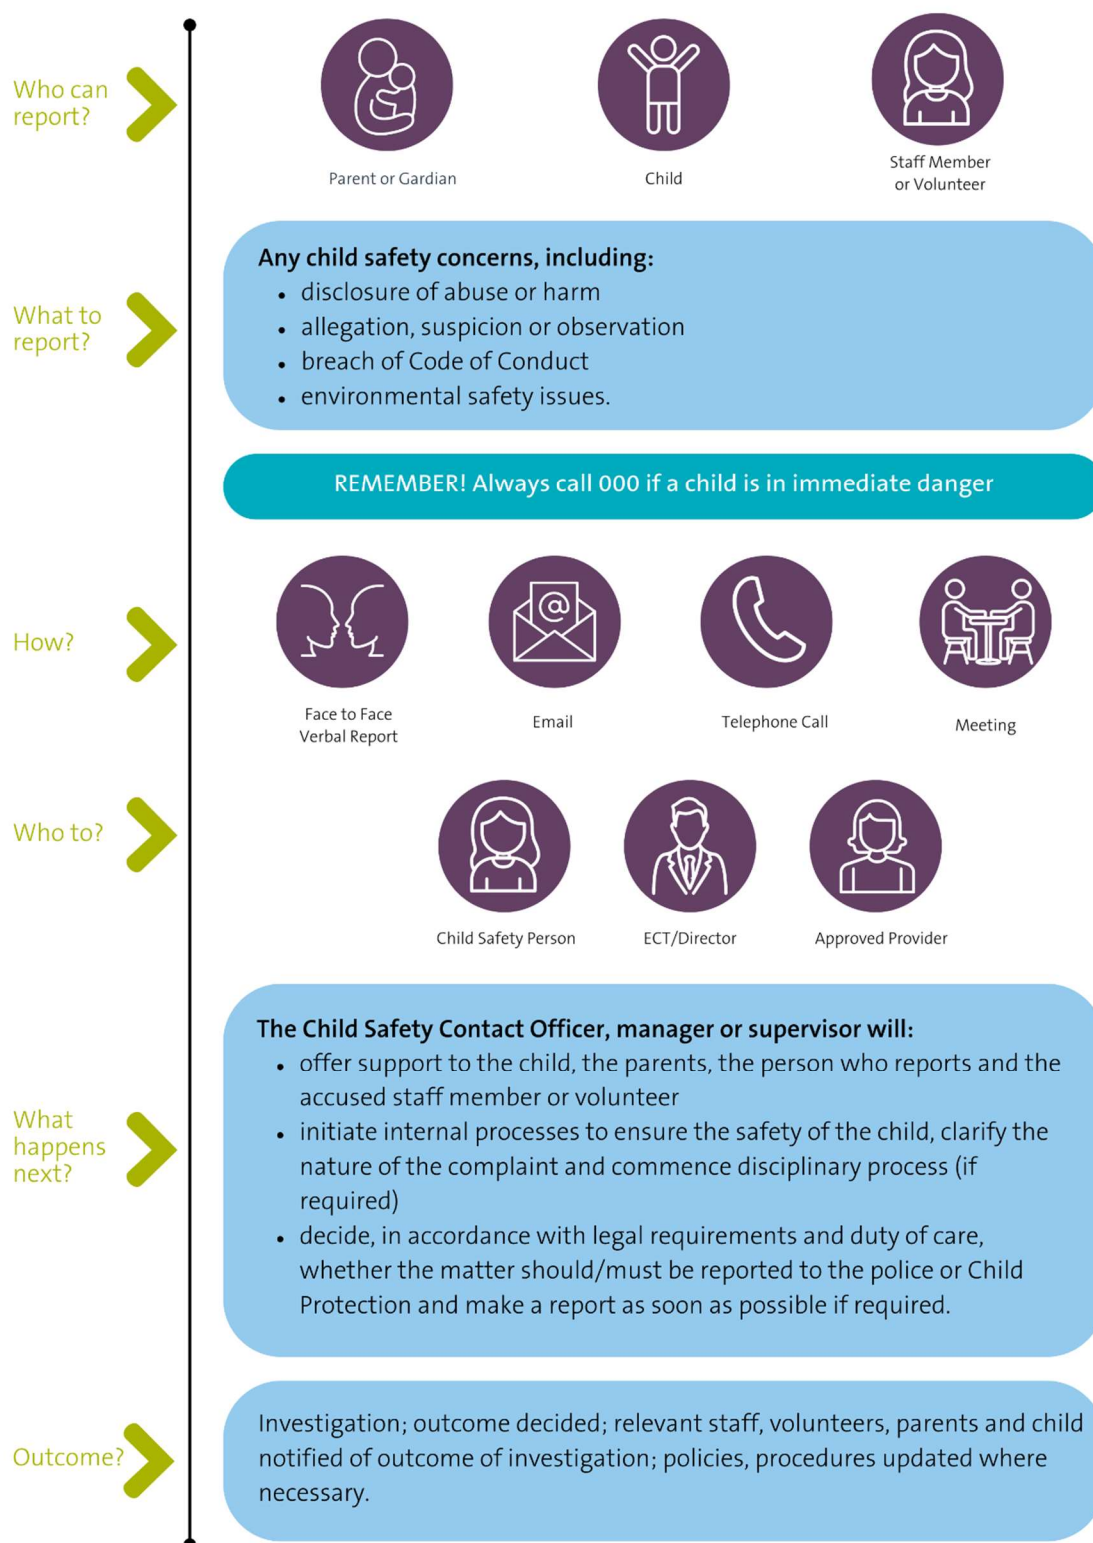 Who can
report?
Parent or Gardian
Child
Staff Member
or Volunteer
What to
report?
Any child safety concerns, including:
• disclosure of abuse or harm
• allegation, suspicion or observation
• breach of Code of Conduct
• environmental safety issues.
REMEMBER! Always call 000 if a child is in immediate danger
How?
@
Face to Face
Verbal Report
Email
Telephone Call
Meeting
Who to?
Child Safety Person
ECT/Director
Approved Provider
What
happens
next?
The Child Safety Contact Officer, manager or supervisor will:
• offer support to the child, the parents, the person who reports and the
accused staff member or volunteer
• initiate internal processes to ensure the safety of the child, clarify the
nature of the complaint and commence disciplinary process (if
required)
• decide, in accordance with legal requirements and duty of care,
whether the matter should/must be reported to the police or Child
Protection and make a report as soon as possible if required.
Outcome?
Investigation; outcome decided; relevant staff, volunteers, parents and child
notified of outcome of investigation; policies, procedures updated where
necessary.